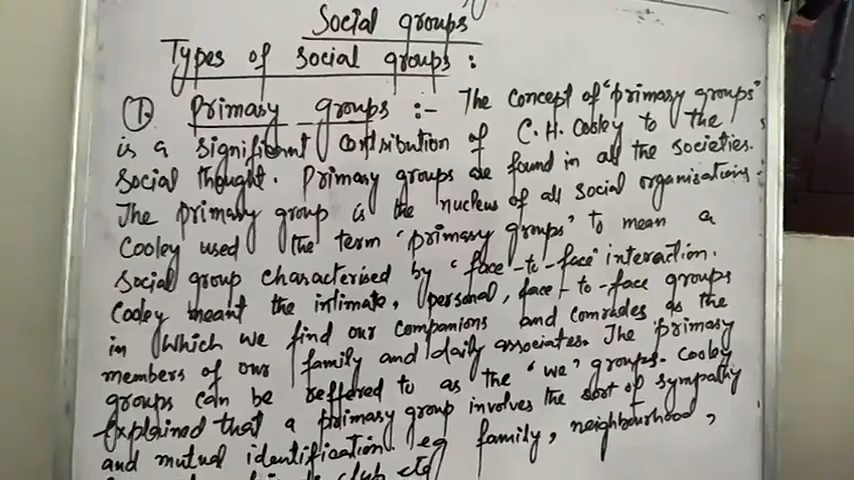 Social groups
Types of social groups :
① Primary groups :- The concept of "primary groups"
is a significant contribution of C.H. Cooley to the
social thought. Primary groups are found in all the societies.
The primary group is the nucleus of all social organisations.
Cooley used the term 'primary groups' to mean a
social group characterised by 'face-to-face' interaction.
Cooley meant the intimate, personal, face-to-face groups
in which we find our companions and comrades as the
members of our family and daily associates. The primary
groups can be reffered to as the 'we' groups. Cooley
explained that a primary group involves the sort of sympathy
and mutual identification. eg family, neighbourhood,
club etc